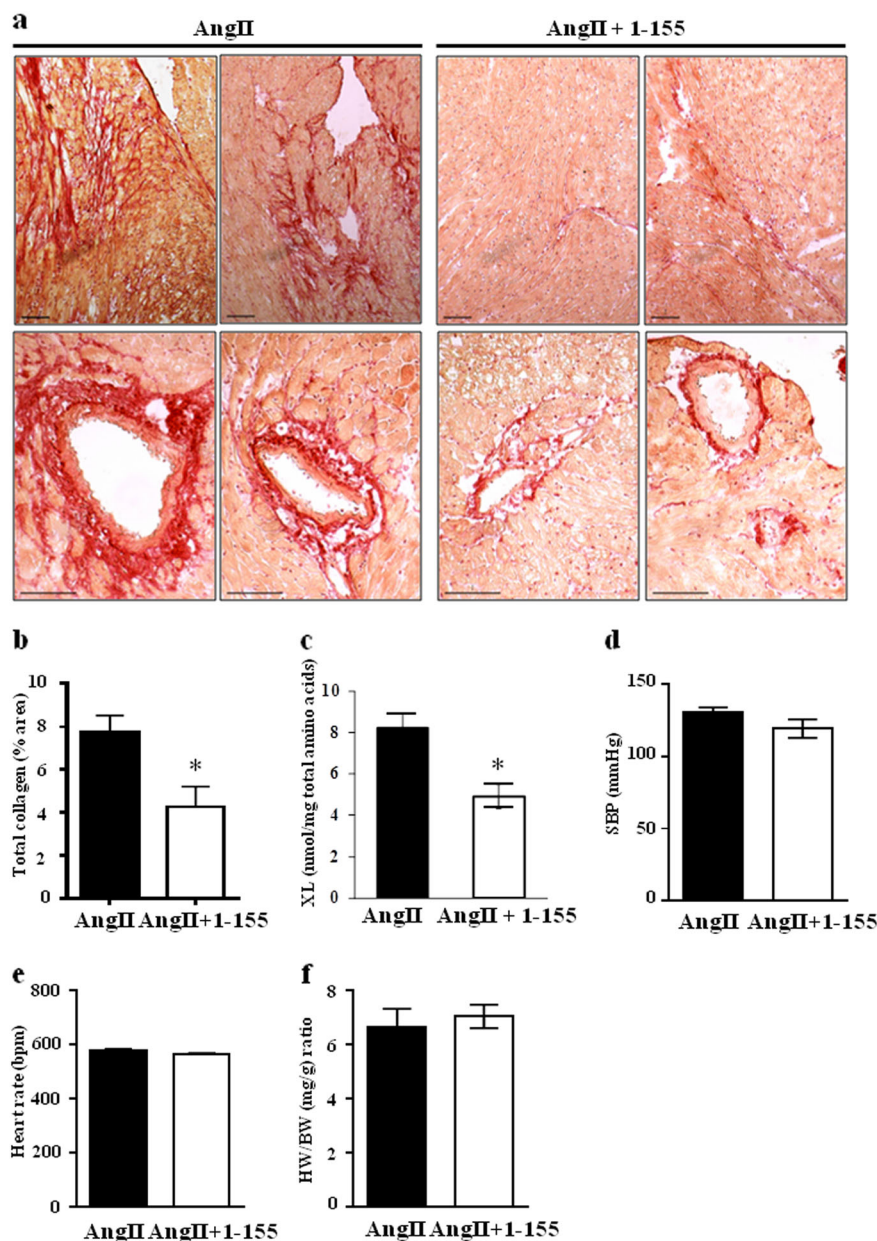 a
AngII
AngII + 1-155
b
Total collagen (% area)
10
8
6
4
2
0
*
AngII AngII+1-155
c
XL (nmol/mg total amino acids)
10
8
6
4
2
0
*
AngII AngII + 1-155
d
SBP (mmHg)
150
100
50
0
AngII AngII+1-155
e
Heart rate (bpm)
800
600
400
200
0
AngII AngII+1-155
f
HW/BW (mg/g) ratio
8
6
4
2
0
AngII AngII+1-155